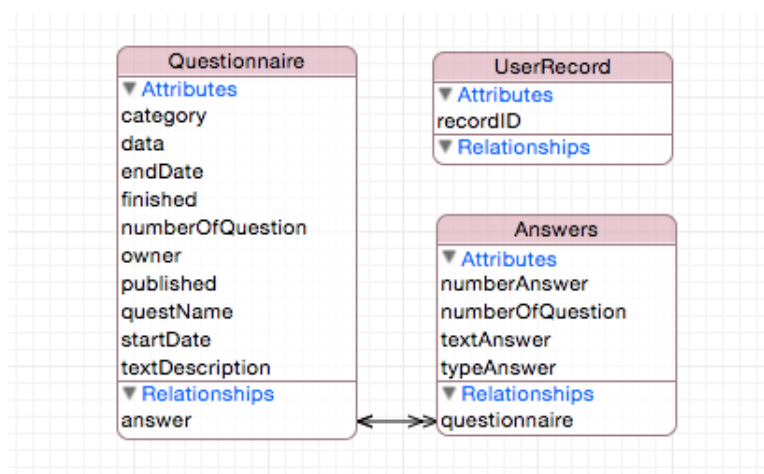 Questionnaire
Attributes
category
data
endDate
finished
numberOfQuestion
owner
published
questName
startDate
textDescription
Relationships
answer
UserRecord
Attributes
recordID
Relationships
Answers
Attributes
numberAnswer
numberOfQuestion
textAnswer
typeAnswer
Relationships
questionnaire